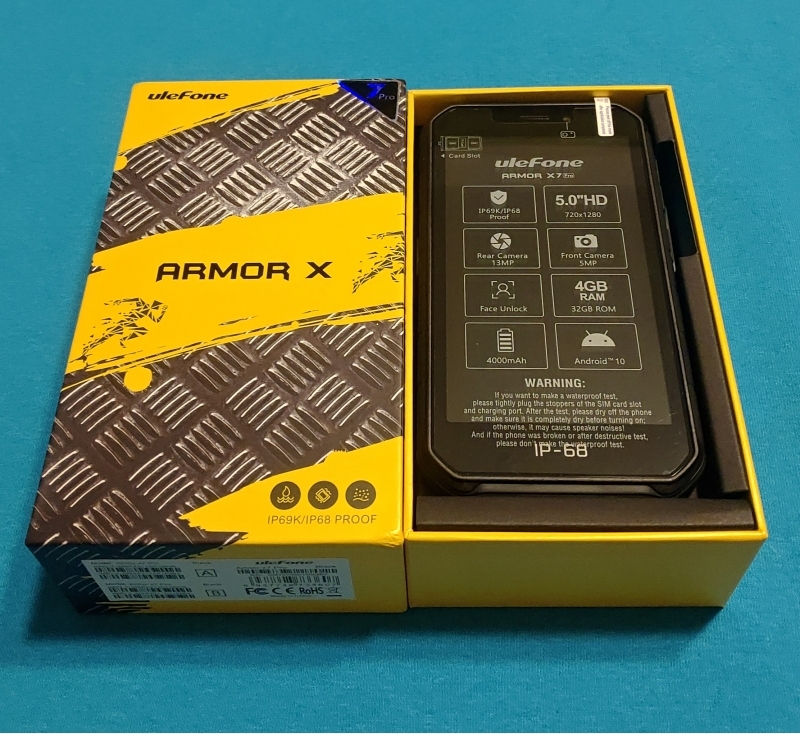 uleFone
Pro
ARMOR X
IP69K/IP68 PROOF
uleFone
A
B
FC CE RoHS
Card Slot
uleFone
ARMOR X7 Pro
IP69K/IP68
Proof
5.0"HD
720x1280
Rear Camera
13MP
Front Camera
5MP
Face Unlock
4GB
RAM
32GB ROM
4000mAh
Android™ 10
WARNING:
If you want to make a waterproof test,
please tightly plug the stoppers of the SIM card slot
and charging port. After the test, please dry off the phone
and make sure it is completely dry before turning on;
otherwise, it may cause speaker noises!
And if the phone was broken or after destructive test,
please don't make the waterproof test.
IP-68